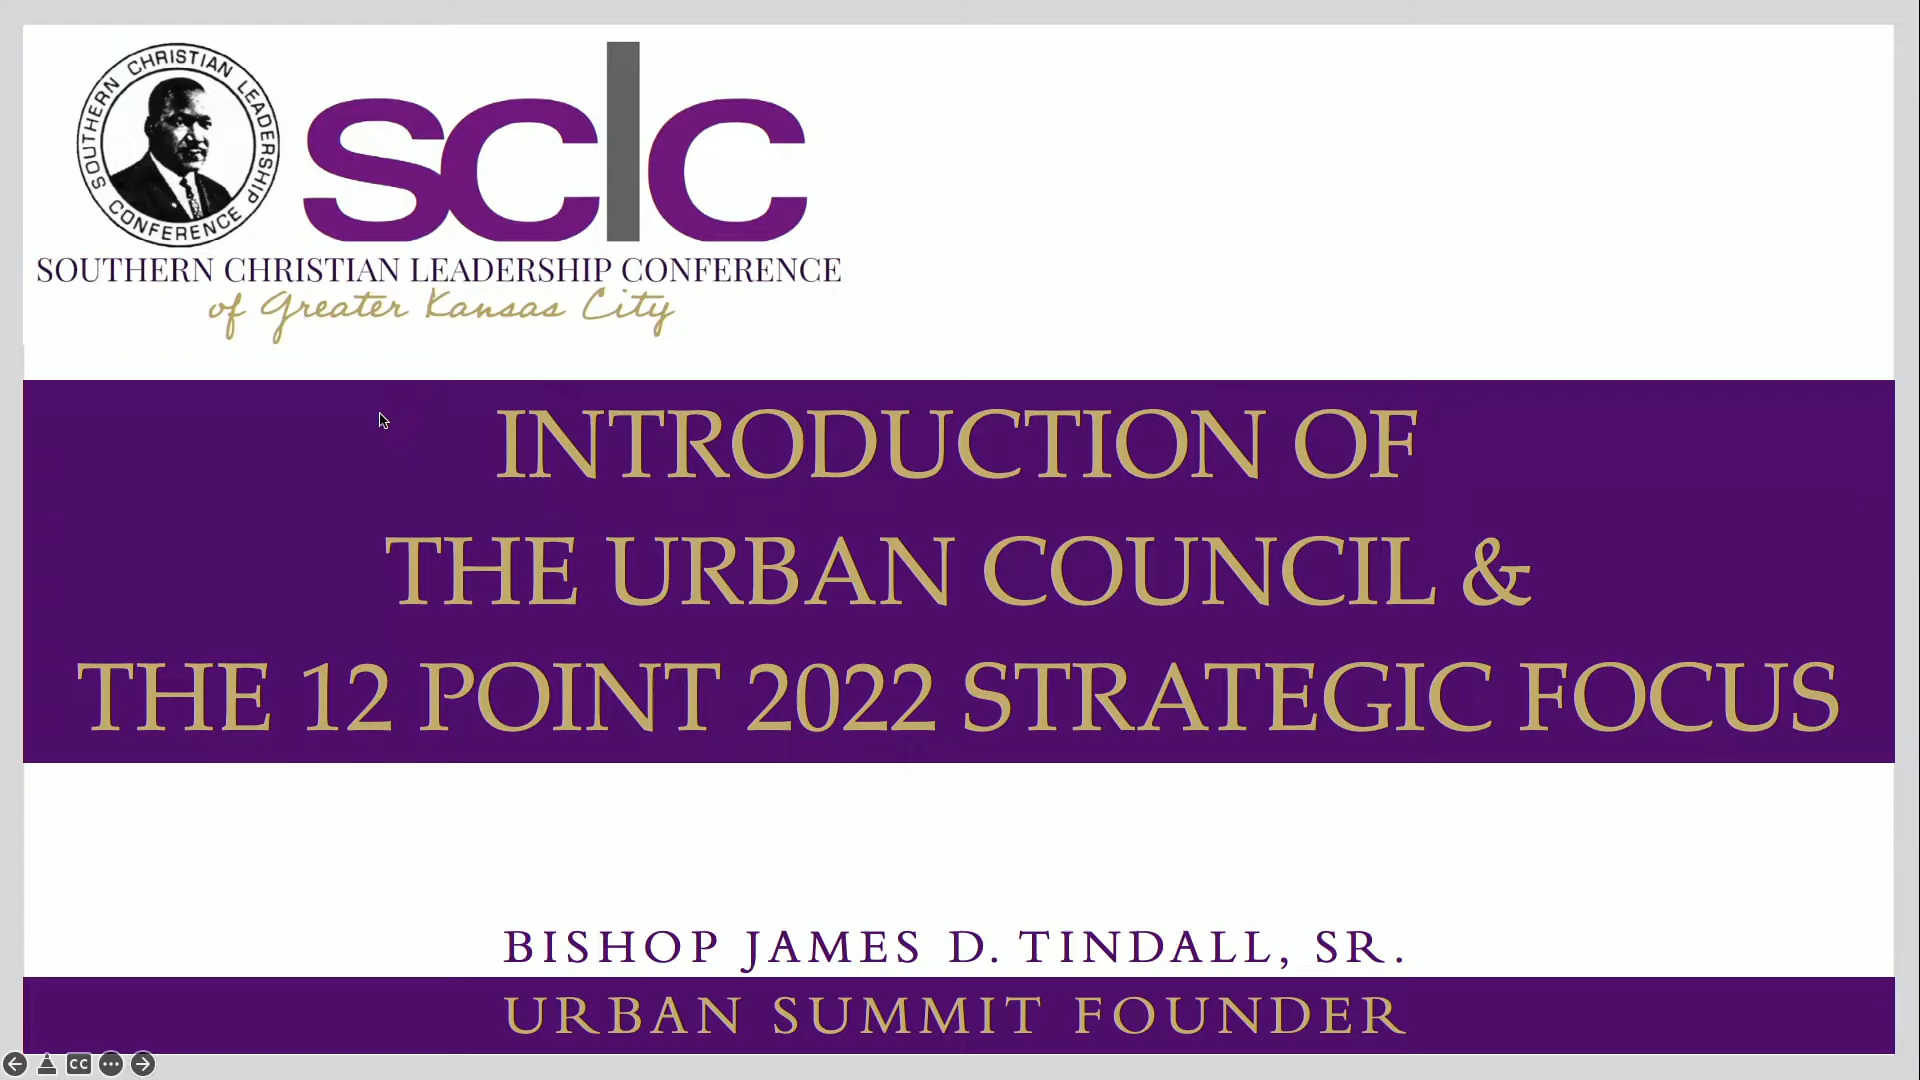 SOUTHERN CHRISTIAN LEADERSHIP
CONFERENCE
sclc
SOUTHERN CHRISTIAN LEADERSHIP CONFERENCE
of Greater Kansas City
INTRODUCTION OF
THE URBAN COUNCIL &
THE 12 POINT 2022 STRATEGIC FOCUS
BISHOP JAMES D. TINDALL, SR.
URBAN SUMMIT FOUNDER
CC